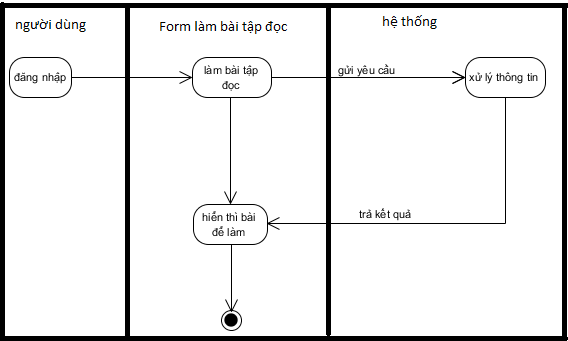 người dùng
Form làm bài tập đọc
hệ thống
đăng nhập
làm bài tập
đọc
gửi yêu cầu
xử lý thông tin
trả kết quả
hiển thì bài
để làm